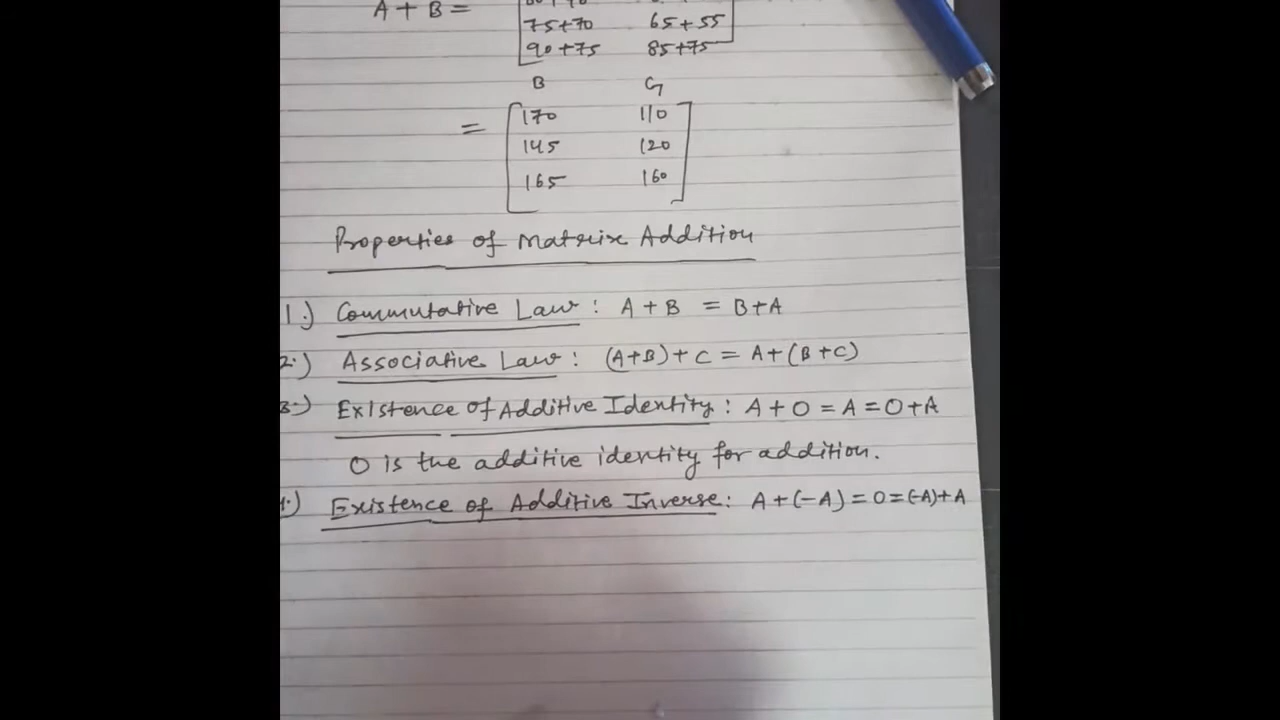 A + B =
75+70 65+55
90+75 85+75
B G
= 170 110
145 120
165 160
Properties of Matrix Addition
1.) Commutative Law : A + B = B+A
2.) Associative Law : (A+B) + C = A+(B+C)
3.) Existence of Additive Identity : A + O = A = O+A
O is the additive identity for addition.
4.) Existence of Additive Inverse : A + (-A) = O = (-A)+A